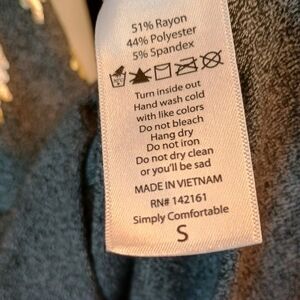 51% Rayon
44% Polyester
5% Spandex
Turn inside out
Hand wash cold
with like colors
Do not bleach
Hang dry
Do not iron
Do not dry clean
or you'll be sad
MADE IN VIETNAM
RN# 142161
Simply Comfortable
S